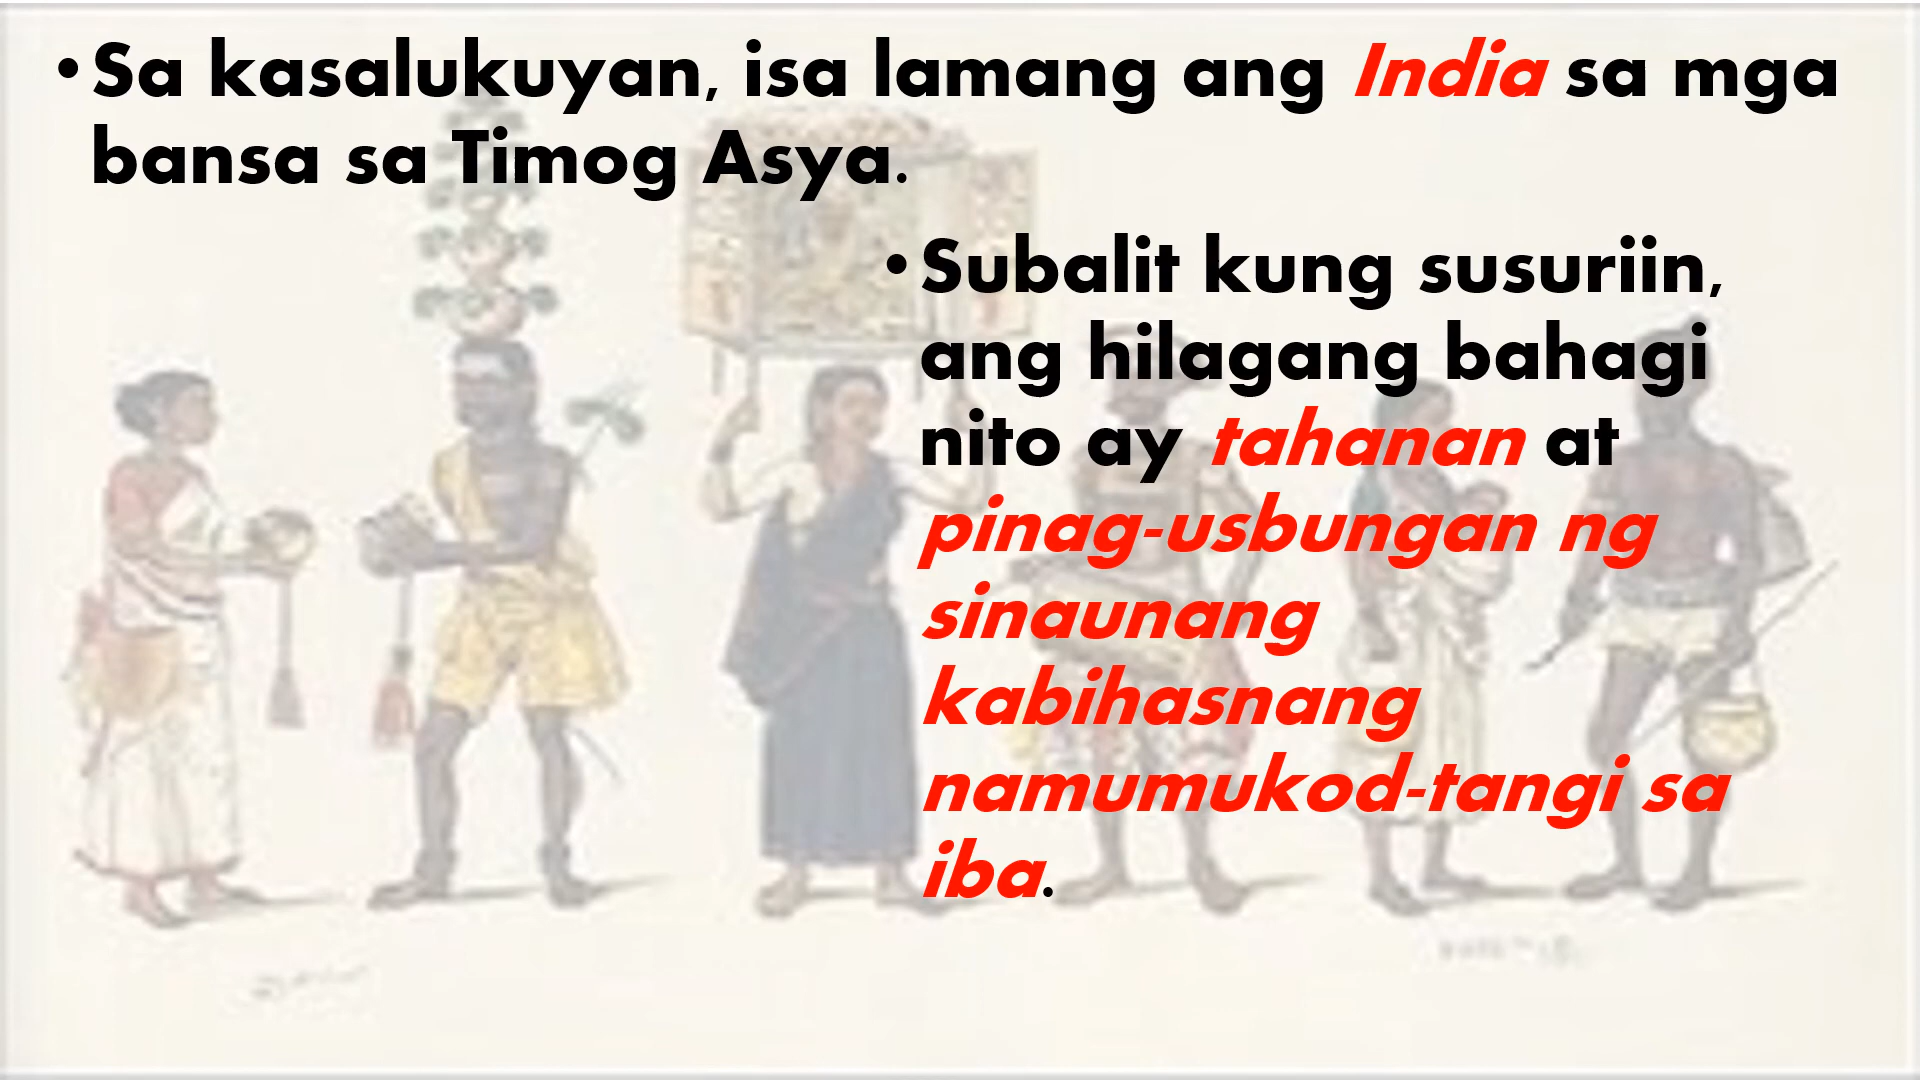 • Sa kasalukuyan, isa lamang ang India sa mga
bansa sa Timog Asya.
• Subalit kung susuriin,
ang hilagang bahagi
nito ay tahanan at
pinag-usbungan ng
sinaunang
kabihasnang
namumukod-tangi sa
iba.